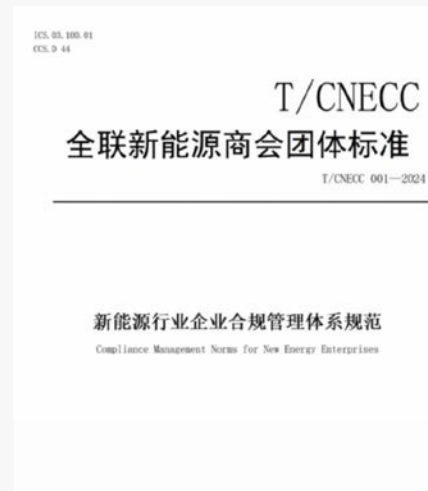 ICS.03.100.01
CCS.D 44
T/CNECC
全联新能源商会团体标准
T/CNECC 001—2024
新能源行业企业合规管理体系规范
Compliance Management Norms for New Energy Enterprises